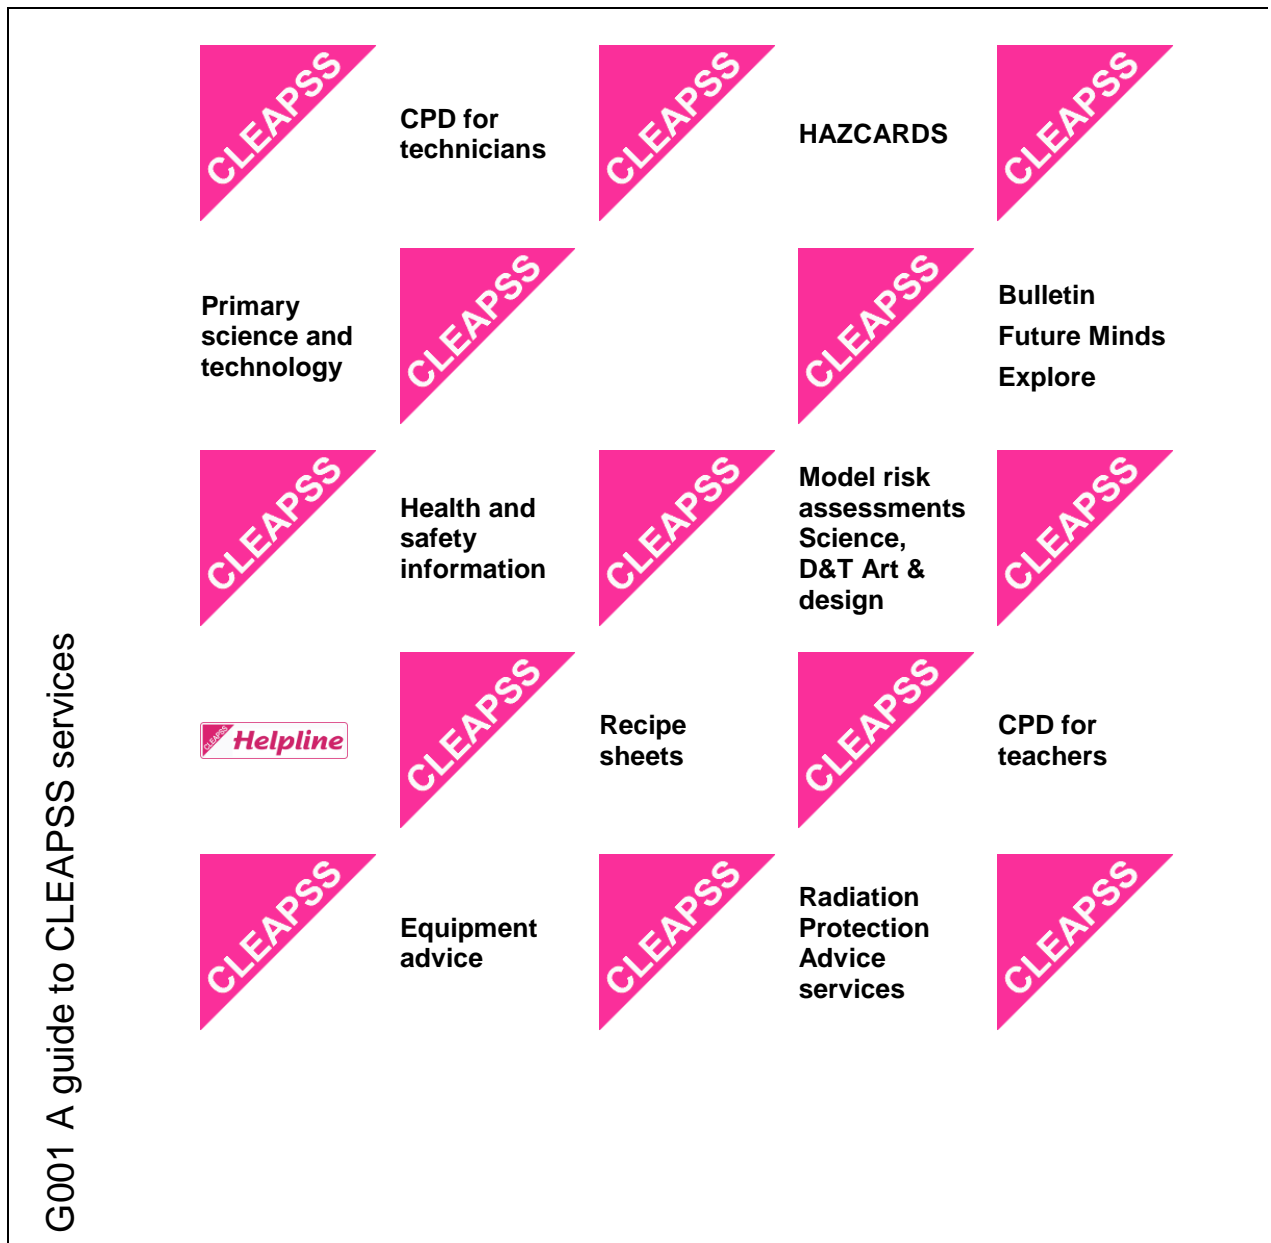 CLEAPSS
CPD for
technicians
CLEAPSS
HAZCARDS
CLEAPSS
Primary
science and
technology
CLEAPSS
CLEAPSS
Bulletin
Future Minds
Explore
CLEAPSS
Health and
safety
information
CLEAPSS
Model risk
assessments
Science,
D&T Art &
design
CLEAPSS
CLEAPSS Helpline
CLEAPSS
Recipe
sheets
CLEAPSS
CPD for
teachers
CLEAPSS
Equipment
advice
CLEAPSS
Radiation
Protection
Advice
services
CLEAPSS
G001 A guide to CLEAPSS services